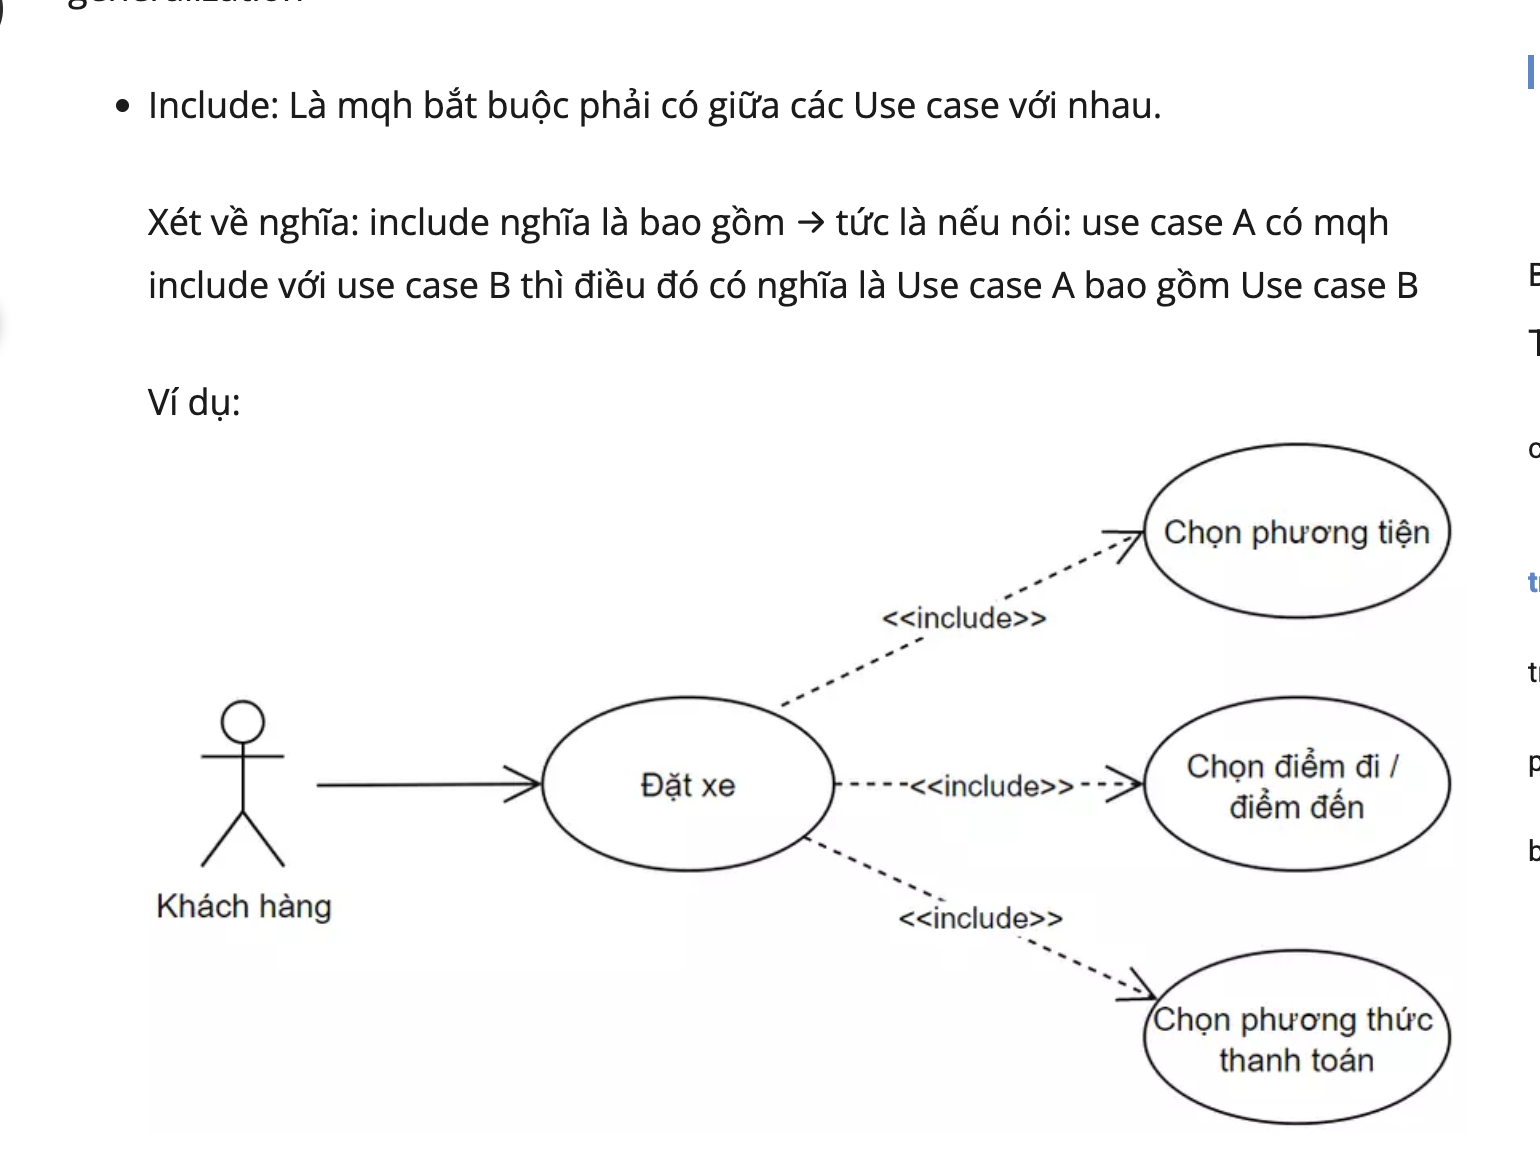 Include: Là mqh bắt buộc phải có giữa các Use case với nhau.
Xét về nghĩa: include nghĩa là bao gồm → tức là nếu nói: use case A có mqh
include với use case B thì điều đó có nghĩa là Use case A bao gồm Use case B
Ví dụ:
Chọn phương tiện
<<include>>
Đặt xe
<<include>>
Chọn điểm đi /
điểm đến
Khách hàng
<<include>>
Chọn phương thức
thanh toán